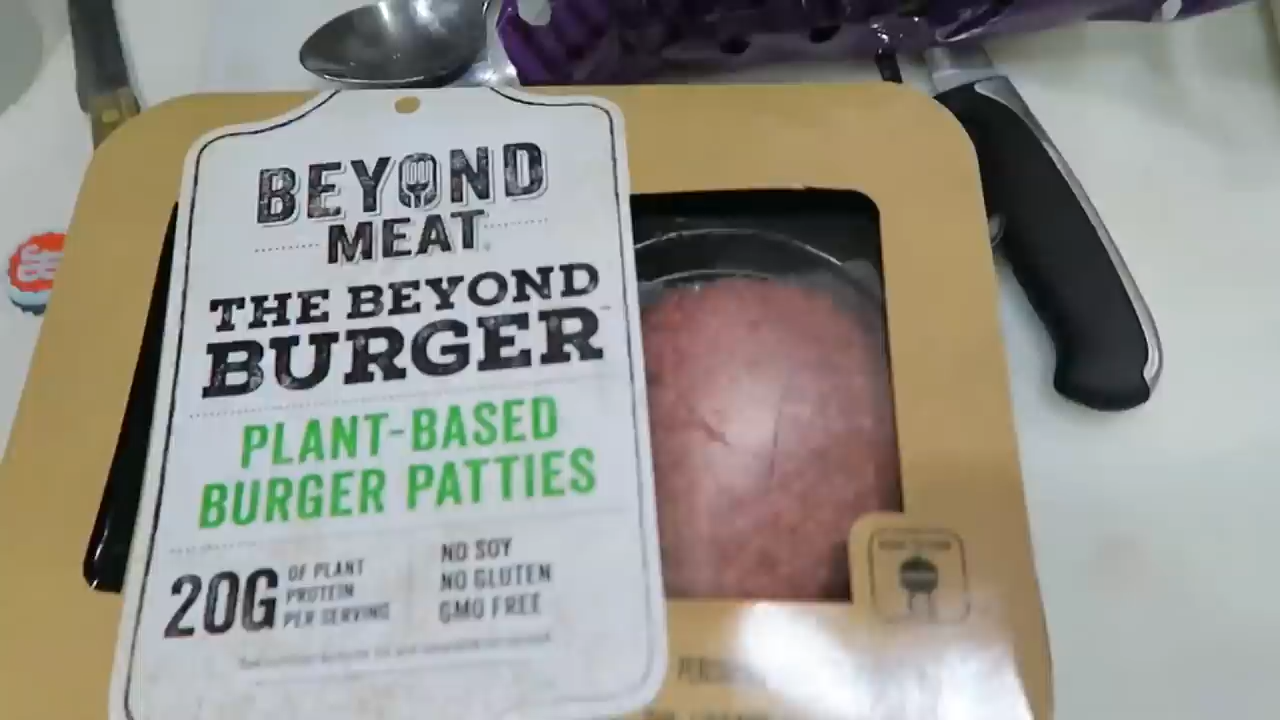 BEYOND
MEAT
THE BEYOND
BURGER™
PLANT-BASED
BURGER PATTIES
20G OF PLANT
PROTEIN
PER SERVING
NO SOY
NO GLUTEN
GMO FREE